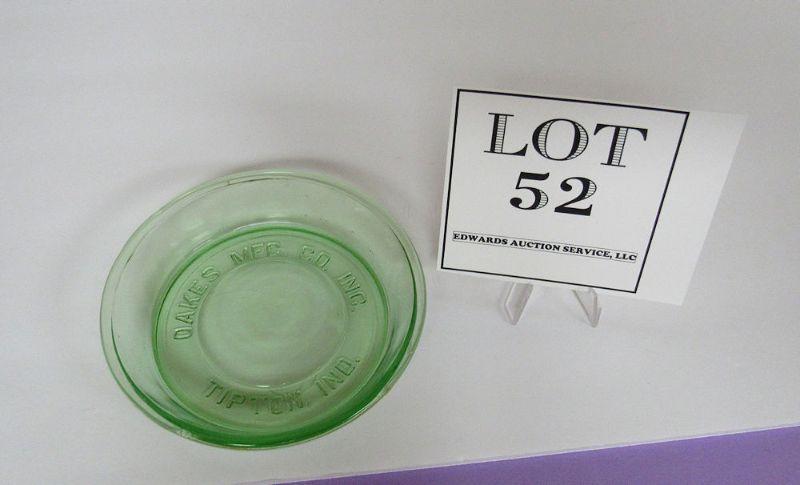 OAKES MFG. CO. INC.
TIPTON, IND.
LOT
52
EDWARDS AUCTION SERVICE, LLC